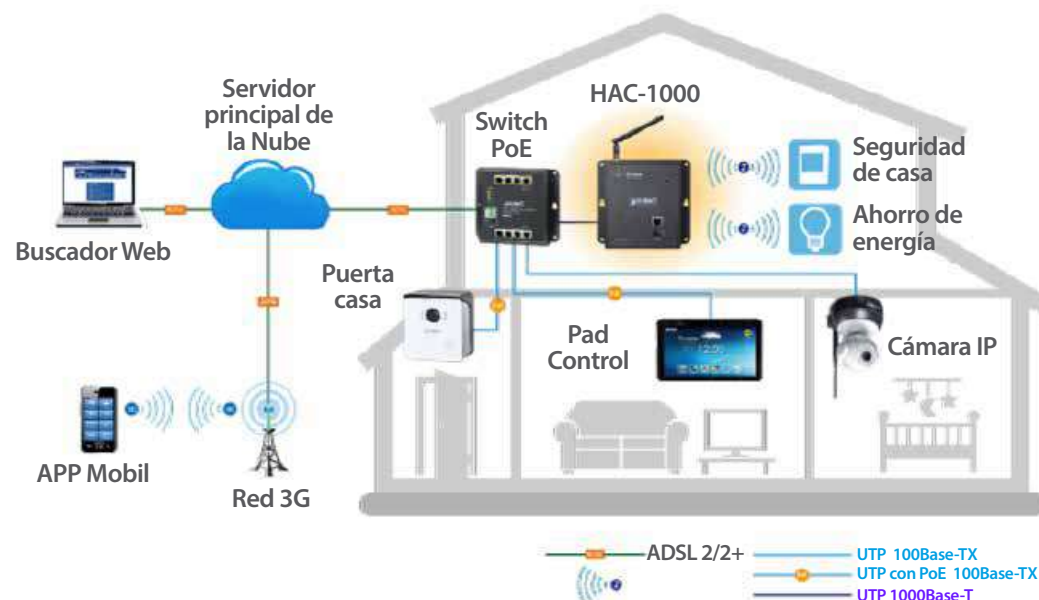 Servidor
principal de
la Nube
HAC-1000
Switch
PoE
Seguridad
de casa
Ahorro de
energía
Buscador Web
Puerta
casa
Pad
Control
Cámara IP
APP Mobil
Red 3G
ADSL 2/2+
UTP 100Base-TX
UTP con PoE 100Base-TX
UTP 1000Base-T